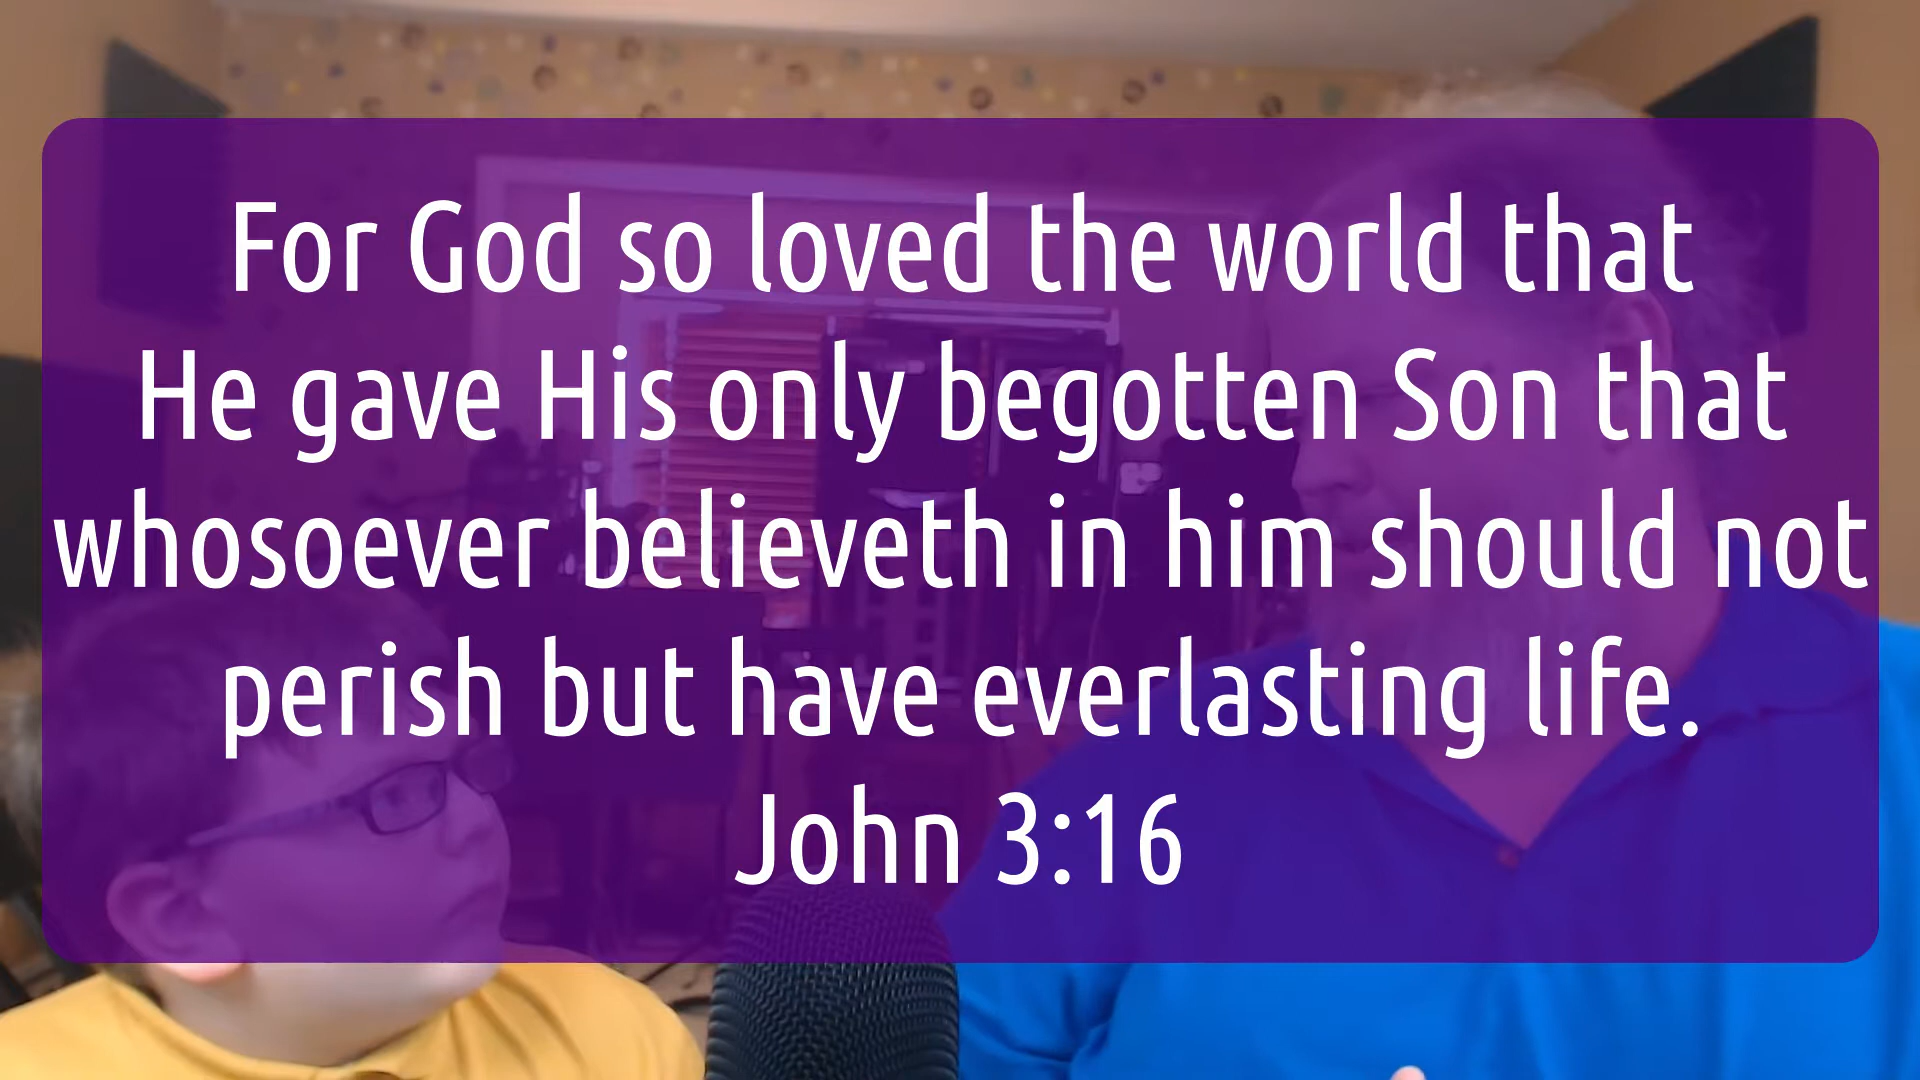 For God so loved the world that
He gave His only begotten Son that
whosoever believeth in him should not
perish but have everlasting life.
John 3:16